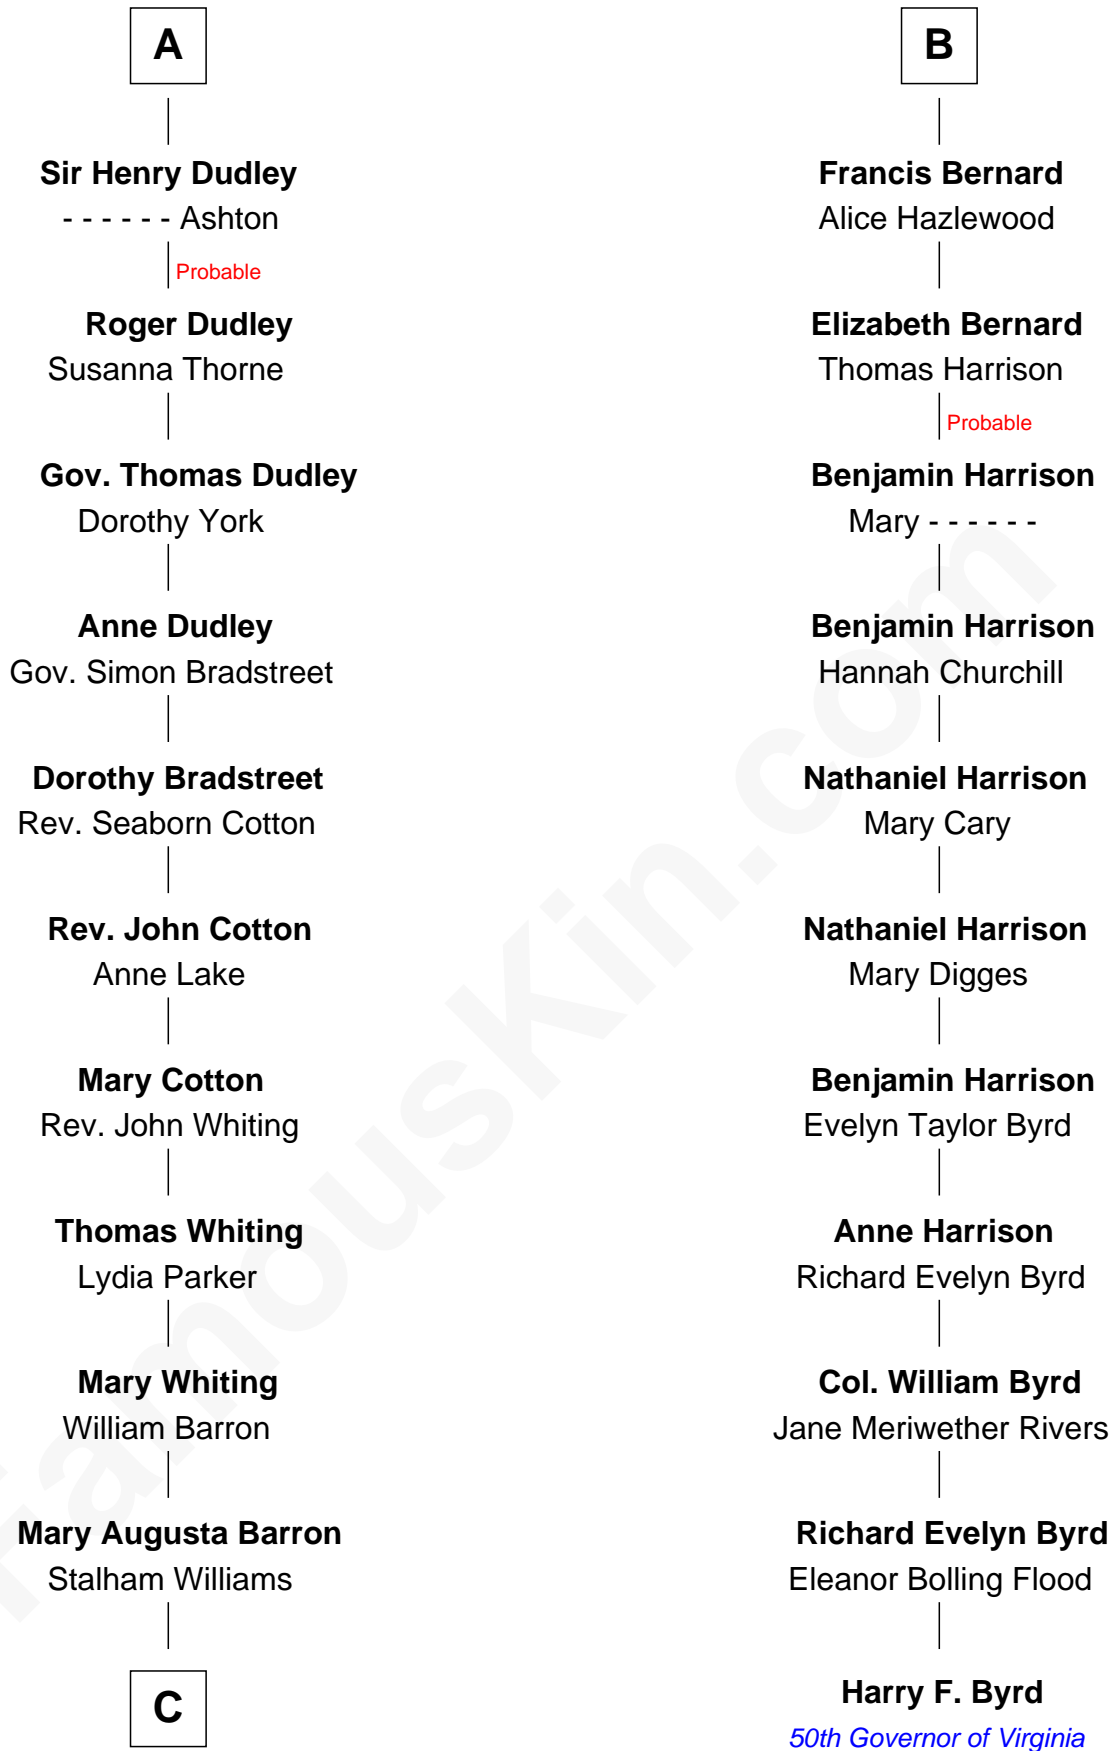 A
Sir Henry Dudley
- - - - - - Ashton
Probable
Roger Dudley
Susanna Thorne
Gov. Thomas Dudley
Dorothy York
Anne Dudley
Gov. Simon Bradstreet
Dorothy Bradstreet
Rev. Seaborn Cotton
Rev. John Cotton
Anne Lake
Mary Cotton
Rev. John Whiting
Thomas Whiting
Lydia Parker
Mary Whiting
William Barron
Mary Augusta Barron
Stalham Williams
C
B
Francis Bernard
Alice Hazlewood
Elizabeth Bernard
Thomas Harrison
Probable
Benjamin Harrison
Mary - - - - - -
Benjamin Harrison
Hannah Churchill
Nathaniel Harrison
Mary Cary
Nathaniel Harrison
Mary Digges
Benjamin Harrison
Evelyn Taylor Byrd
Anne Harrison
Richard Evelyn Byrd
Col. William Byrd
Jane Meriwether Rivers
Richard Evelyn Byrd
Eleanor Bolling Flood
Harry F. Byrd
50th Governor of Virginia
FamousKin.com